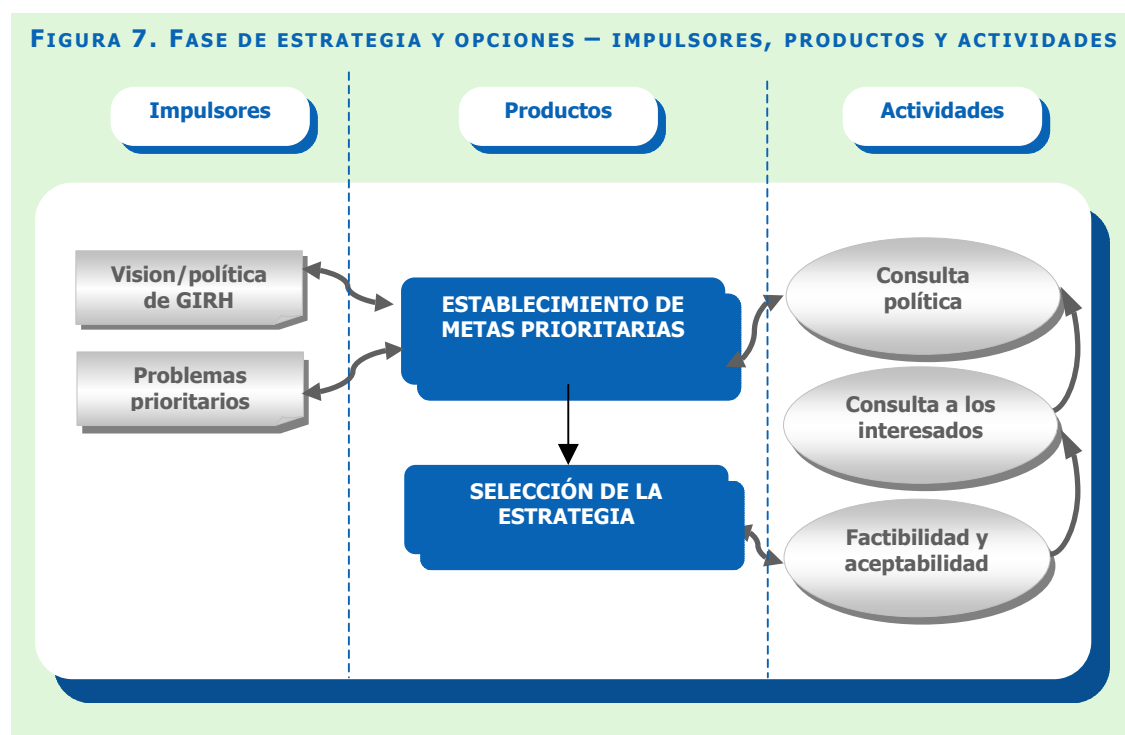 FIGURA 7. FASE DE ESTRATEGIA Y OPCIONES – IMPULSORES, PRODUCTOS Y ACTIVIDADES
Impulsores
Productos
Actividades
Vision/política
de GIRH
Problemas
prioritarios
ESTABLECIMIENTO DE
METAS PRIORITARIAS
SELECCIÓN DE LA
ESTRATEGIA
Consulta
política
Consulta a los
interesados
Factibilidad y
aceptabilidad